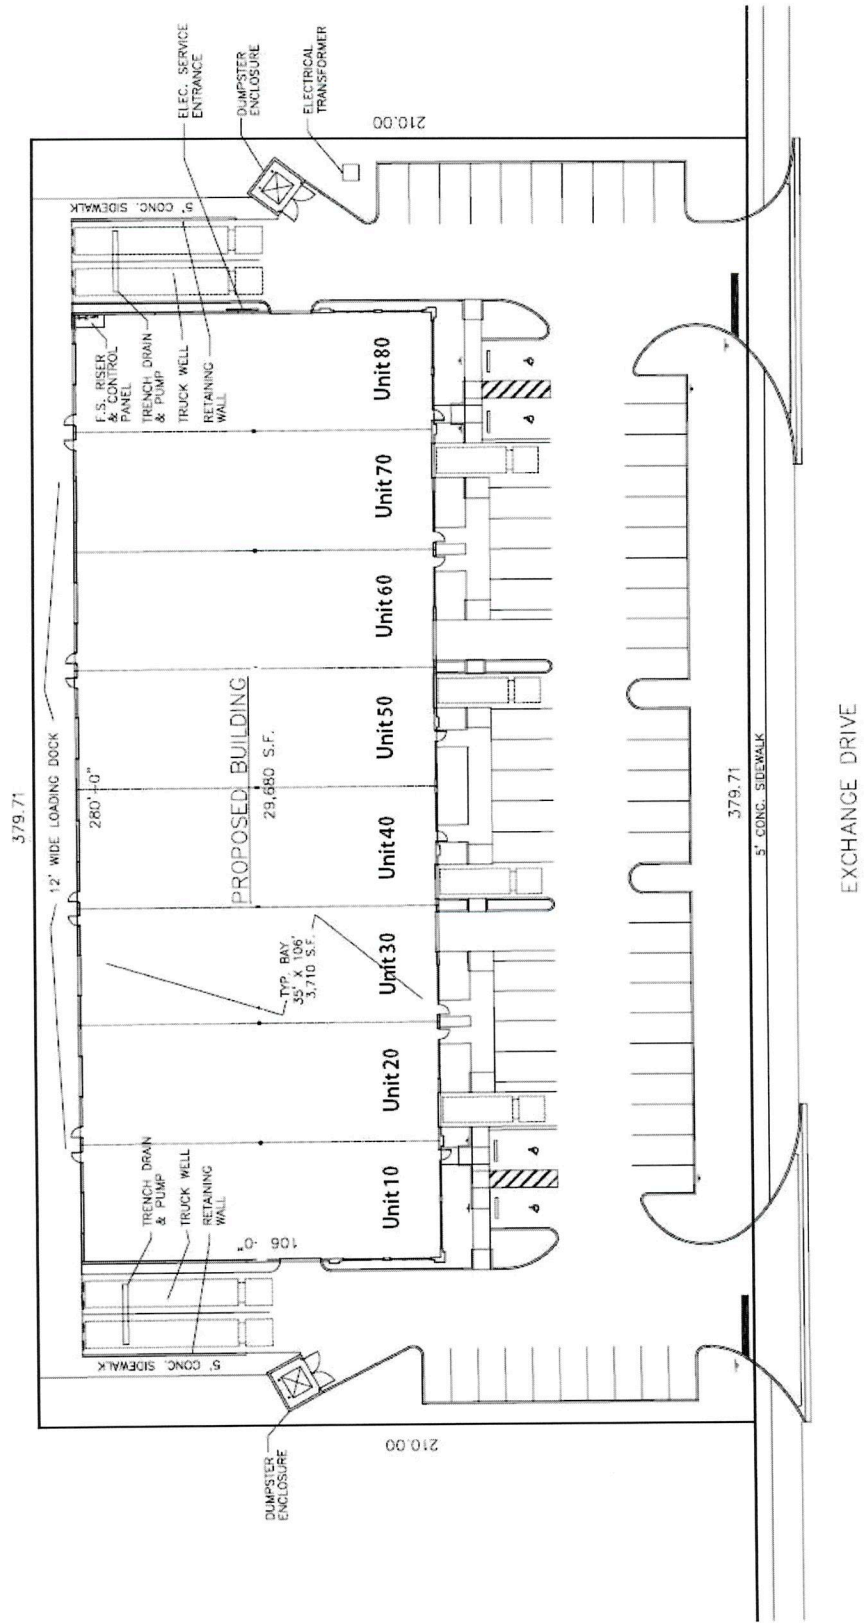 379.71
12' WIDE LOADING DOCK
280'-0"
5' CONC. SIDEWALK
5' CONC. SIDEWALK
TRENCH DRAIN
& PUMP
TRUCK WELL
RETAINING
WALL
F.S. RISER
& CONTROL
PANEL
TRENCH DRAIN
& PUMP
TRUCK WELL
RETAINING
WALL
ELEC. SERVICE
ENTRANCE
DUMPSTER
ENCLOSURE
ELECTRICAL
TRANSFORMER
DUMPSTER
ENCLOSURE
PROPOSED BUILDING
29,680 S.F.
TYP. BAY
35' X 106'
3,710 S.F.
106'-0"
210.00
210.00
Unit 10
Unit 20
Unit 30
Unit 40
Unit 50
Unit 60
Unit 70
Unit 80
379.71
5' CONC. SIDEWALK
EXCHANGE DRIVE